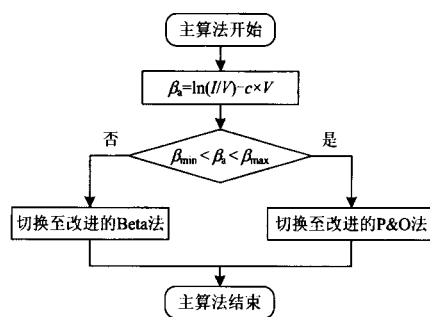 主算法开始
βa=ln(I/V)-c×V
否
是
βmin<βa<βmax
切换至改进的Beta法
切换至改进的P&O法
主算法结束